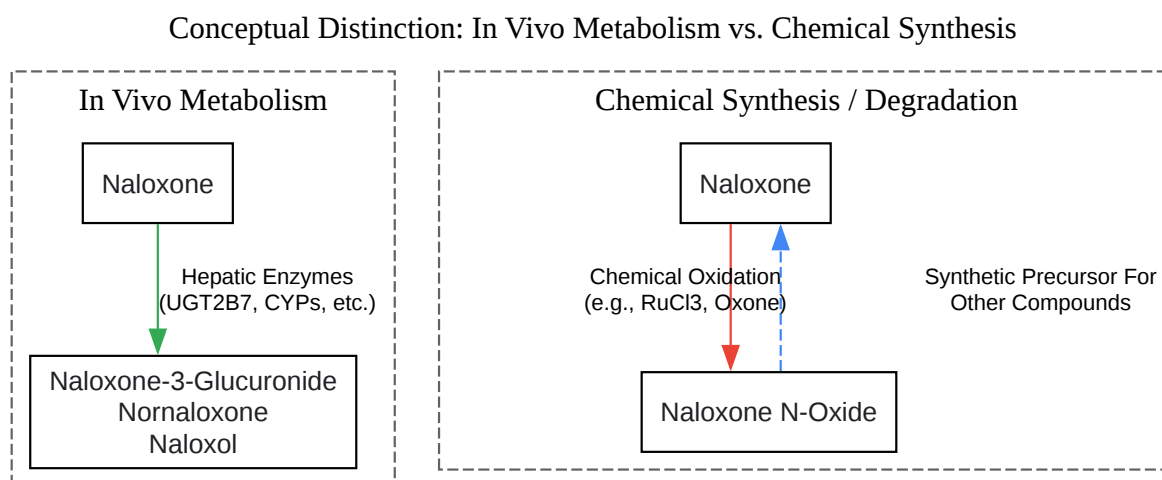 Conceptual Distinction: In Vivo Metabolism vs. Chemical Synthesis
In Vivo Metabolism
Naloxone
Hepatic Enzymes
(UGT2B7, CYPs, etc.)
Naloxone-3-Glucuronide
Nornaloxone
Naloxol
Chemical Synthesis / Degradation
Naloxone
Chemical Oxidation
(e.g., RuCl3, Oxone)
Synthetic Precursor For
Other Compounds
Naloxone N-Oxide